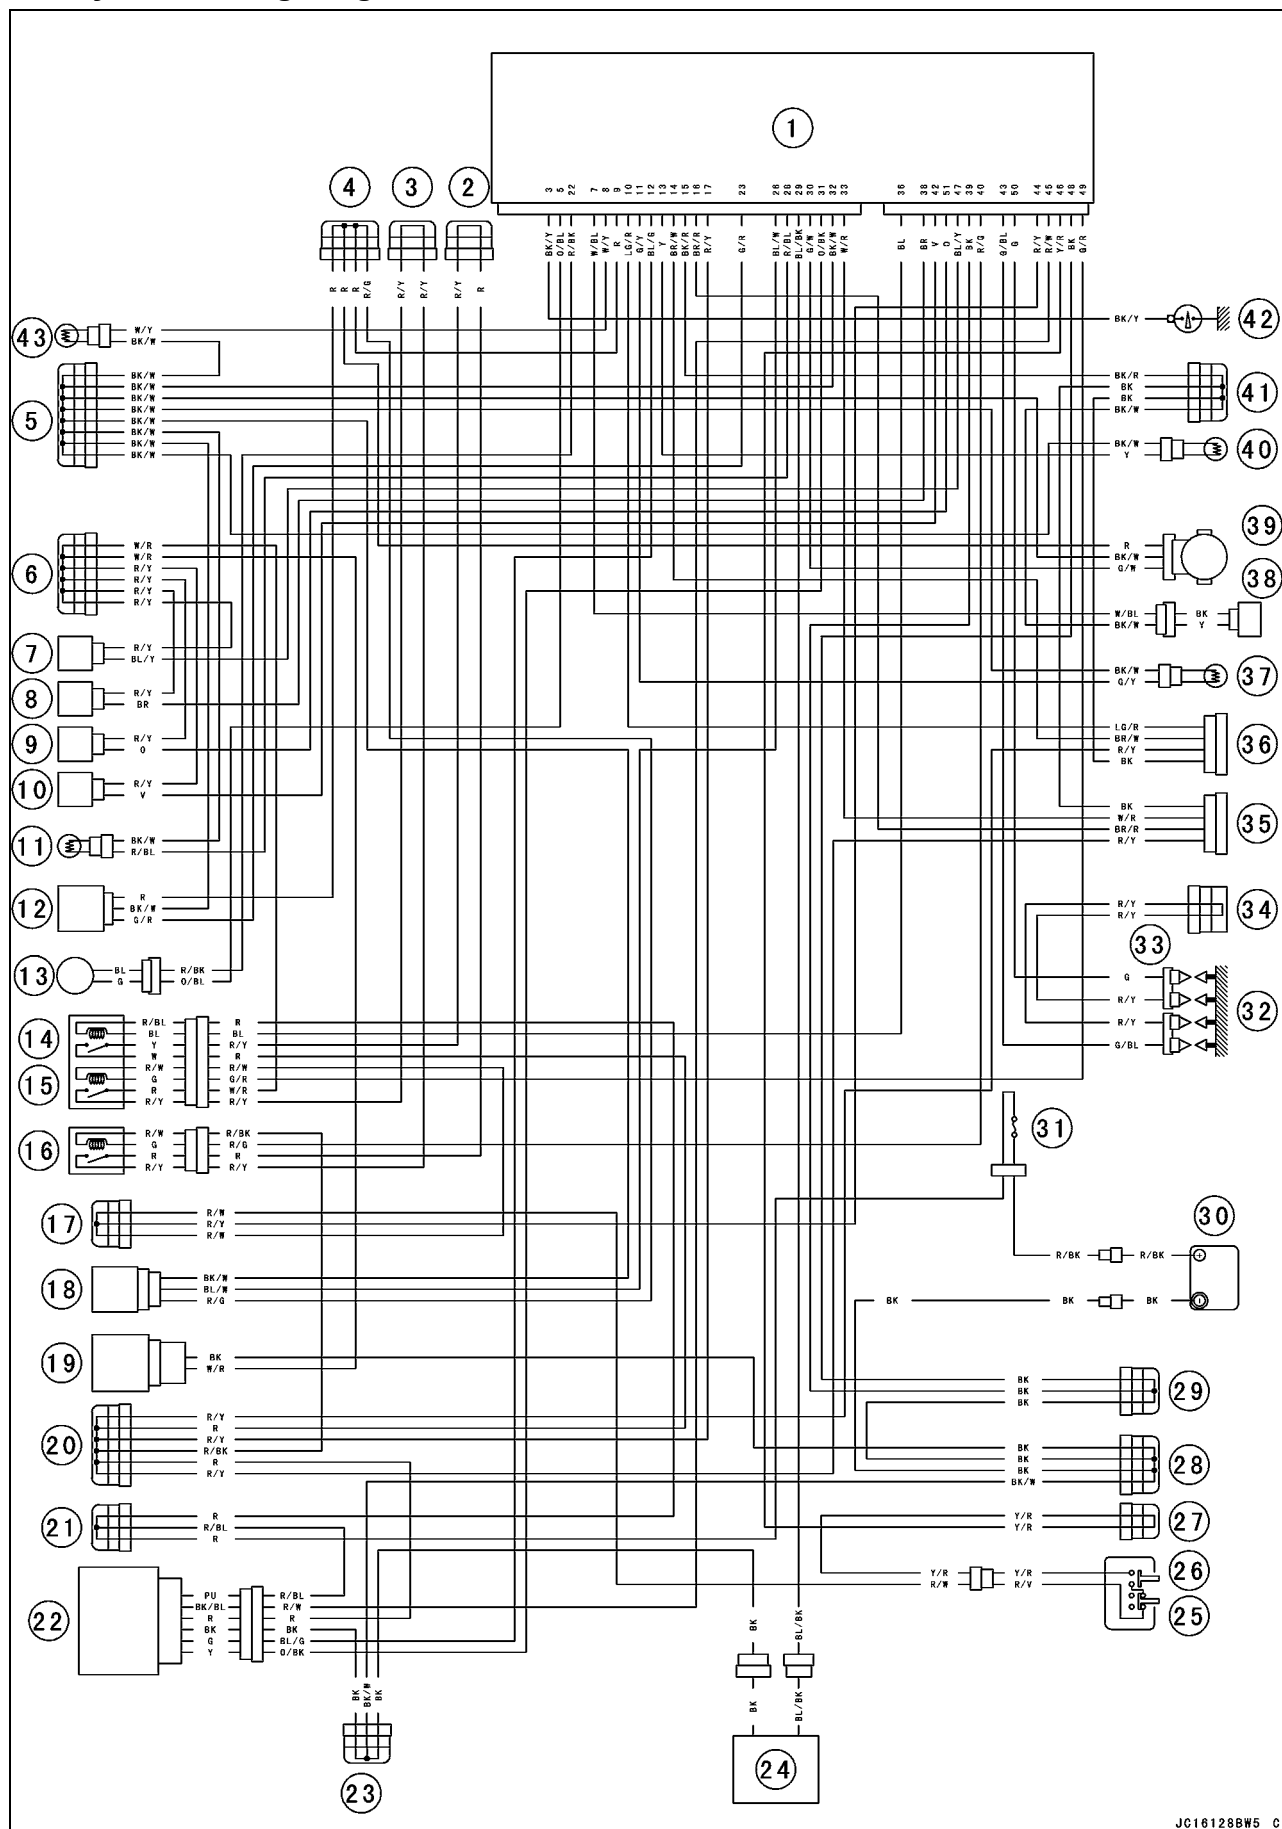 1
4
3
2
3 5 22 7 8 9 10 11 12 13 14 15 16 17 23 26 28 29 30 31 32 33 36 38 42 51 47 39 40 43 50 44 45 46 48 49
BK/Y O/BL R/BK W/BL W/Y R LG/R G/Y BL/G Y BR/W BK/R BR/R R/Y G/R BL/W R/BL BL/BK G/W O/BK BK/W W/R BL BR V O BL/Y BK R/G G/BL G R/Y R/W Y/R BK G/R
R R R R/G R/Y R/Y R/Y R
43
W/Y
BK/W
5
BK/W
BK/W
BK/W
BK/W
BK/W
BK/W
BK/W
BK/W
6
W/R
W/R
R/Y
R/Y
R/Y
R/Y
7
R/Y
BL/Y
8
R/Y
BR
9
R/Y
O
10
R/Y
V
11
BK/W
R/BL
12
R
BK/W
G/R
13
BL R/BK
G O/BL
14
R/BL R
BL BL
Y R/Y
W R
15
R/W R/W
G G/R
R W/R
R/Y R/Y
16
R/W R/BK
G R/G
R R
R/Y R/Y
17
R/W
R/Y
R/W
18
BK/W
BL/W
R/G
19
BK
W/R
20
R/Y
R
R/Y
R/BK
R
R/Y
21
R
R/BL
R
22
PU R/BL
BK/BL R/W
R R
BK BK
G BL/G
Y O/BK
BK BK/W BK
23
BK BL/BK
BK BL/BK
24
BK/Y
42
BK/R
BK
BK
BK/W
41
BK/W
Y
40
39
R
BK/W
G/W
38
W/BL BK
BK/W Y
BK/W
G/Y
37
LG/R
BR/W
R/Y
BK
36
BK
W/R
BR/R
R/Y
35
R/Y
R/Y
34
33
G
R/Y
R/Y
G/BL
32
31
30
R/BK R/BK
BK BK BK
BK
BK
BK
29
BK
BK
BK
BK/W
28
Y/R
Y/R
27
Y/R Y/R
R/W R/V
26
25
JC16128BW5 C